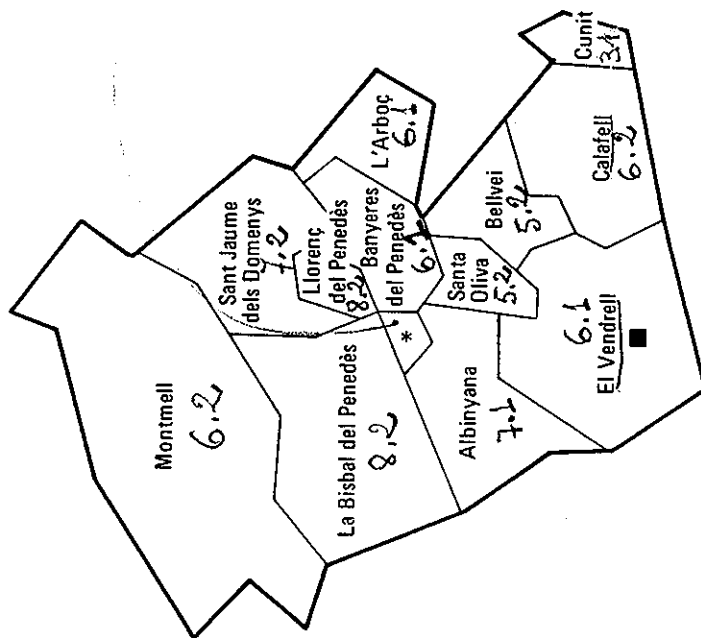 Montmell
6.2
Sant Jaume
dels Domenys
7.2
L'Arboç
6.1
Llorenç
del Penedès
8.2
Banyeres
del Penedès
La Bisbal del Penedès
8.2
*
Santa
Oliva
5.2
Bellvei
5.2
Cunit
3.1
Calafell
6.2
Albinyana
7.1
6.1
El Vendrell